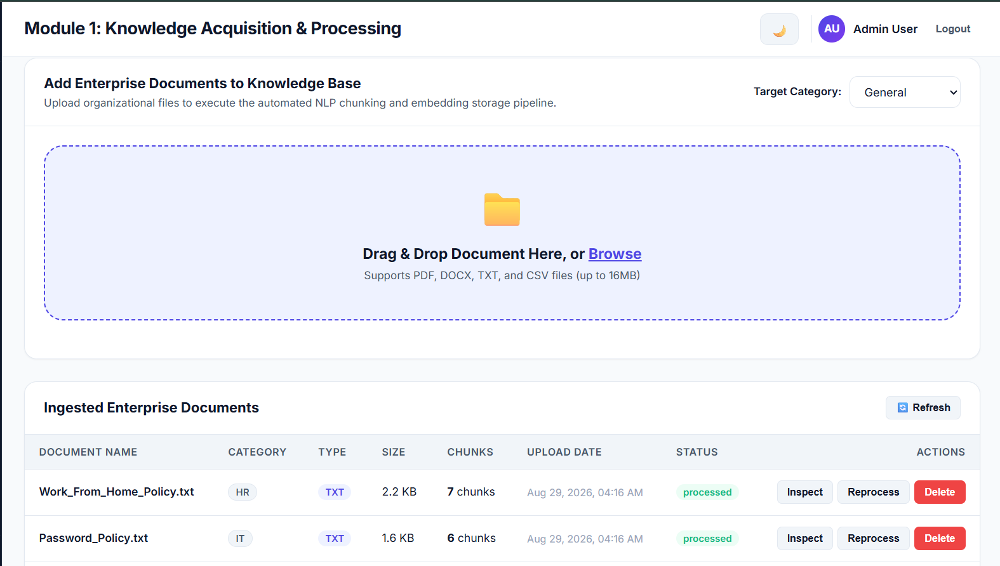 Module 1: Knowledge Acquisition & Processing
AU Admin User Logout
Add Enterprise Documents to Knowledge Base
Upload organizational files to execute the automated NLP chunking and embedding storage pipeline.
Target Category: General
Drag & Drop Document Here, or Browse
Supports PDF, DOCX, TXT, and CSV files (up to 16MB)
Ingested Enterprise Documents
Refresh
DOCUMENT NAME CATEGORY TYPE SIZE CHUNKS UPLOAD DATE STATUS ACTIONS
Work_From_Home_Policy.txt HR TXT 2.2 KB 7 chunks Aug 29, 2026, 04:16 AM processed Inspect Reprocess Delete
Password_Policy.txt IT TXT 1.6 KB 6 chunks Aug 29, 2026, 04:16 AM processed Inspect Reprocess Delete